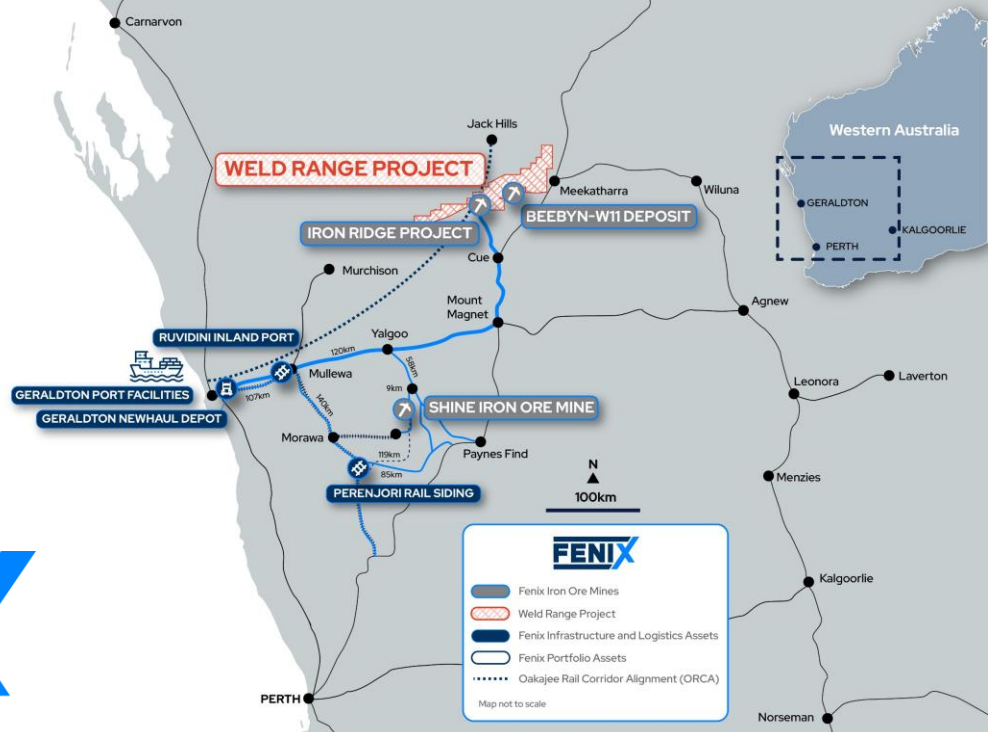 Carnarvon
Jack Hills
Western Australia
WELD RANGE PROJECT
Meekatharra
Wiluna
GERALDTON
BEEBYN-W11 DEPOSIT
IRON RIDGE PROJECT
KALGOORLIE
PERTH
Cue
Murchison
Mount
Magnet
Agnew
RUVIDINI INLAND PORT
Yalgoo
120km
58km
Mullewa
GERALDTON PORT FACILITIES
107km
9km
Leonora
Laverton
GERALDTON NEWHAUL DEPOT
140km
SHINE IRON ORE MINE
Morawa
119km
Paynes Find
85km
N
100km
Menzies
PERENJORI RAIL SIDING
FENIX
Fenix Iron Ore Mines
Weld Range Project
Fenix Infrastructure and Logistics Assets
Fenix Portfolio Assets
Oakajee Rail Corridor Alignment (ORCA)
Map not to scale
Kalgoorlie
PERTH
Norseman